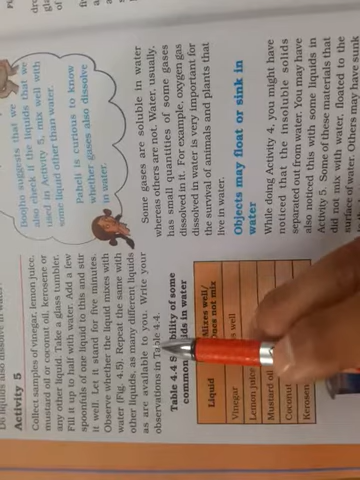 Do liquids also dissolve in water?
Activity 5
Collect samples of vinegar, lemon juice,
mustard oil or coconut oil, kerosene or
any other liquid. Take a glass tumbler.
Fill it up to half with water. Add a few
spoonfuls of one liquid to this and stir
it well. Let it stand for five minutes.
Observe whether the liquid mixes with
water (Fig. 4.5). Repeat the same with
other liquids, as many different liquids
as are available to you. Write your
observations in Table 4.4.
Table 4.4 S bility of some
common ids in water
Liquid
Mixes well/
Does not mix
Vinegar
s well
Lemon juice
Mustard oil
Coconut
Kerosen
Boojho suggests that we
also check if the liquids that we
used in Activity 5, mix well with
some liquid other than water.
Paheli is curious to know
whether gases also dissolve
in water.
Some gases are soluble in water
whereas others are not. Water, usually,
has small quantities of some gases
dissolved in it. For example, oxygen gas
dissolved in water is very important for
the survival of animals and plants that
live in water.
Objects may float or sink in
water
While doing Activity 4, you might have
noticed that the insoluble solids
separated out from water. You may have
also noticed this with some liquids in
Activity 5. Some of these materials that
did not mix with water, floated to the
surface of water. Others may have sunk